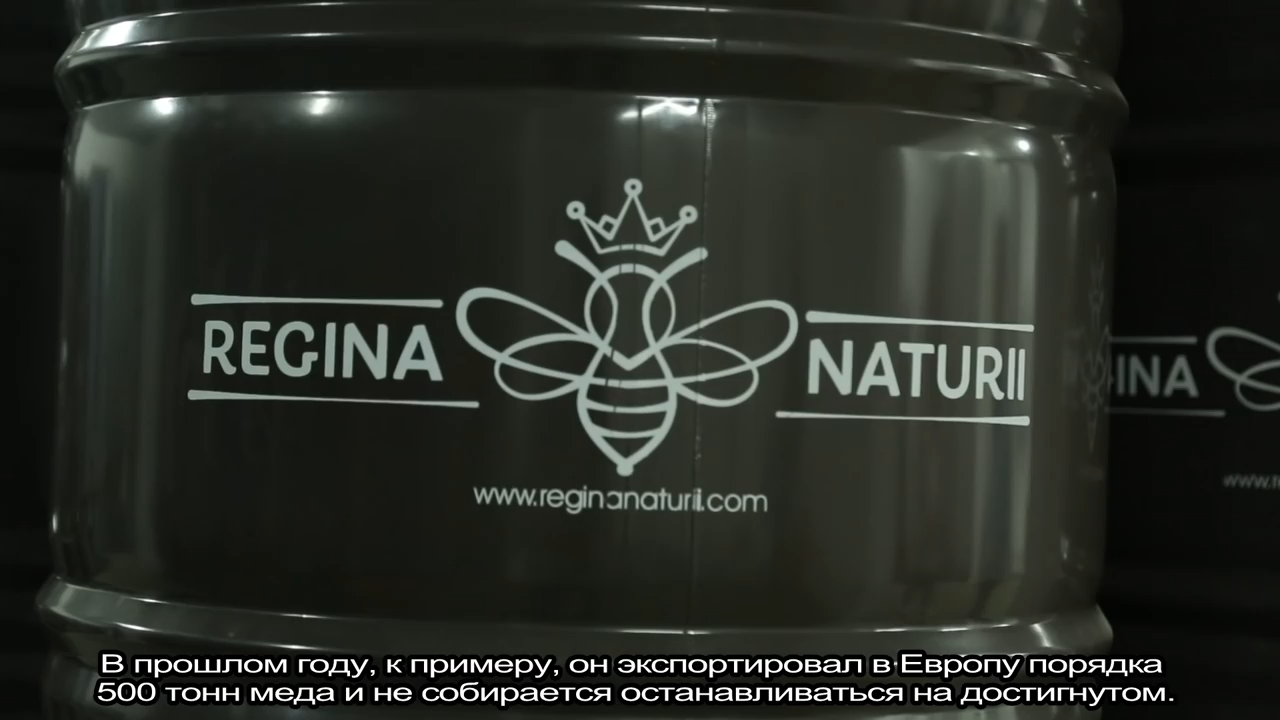 REGINA NATURII
www.reginanaturii.com
INA
www.r
В прошлом году, к примеру, он экспортировал в Европу порядка
500 тонн меда и не собирается останавливаться на достигнутом.